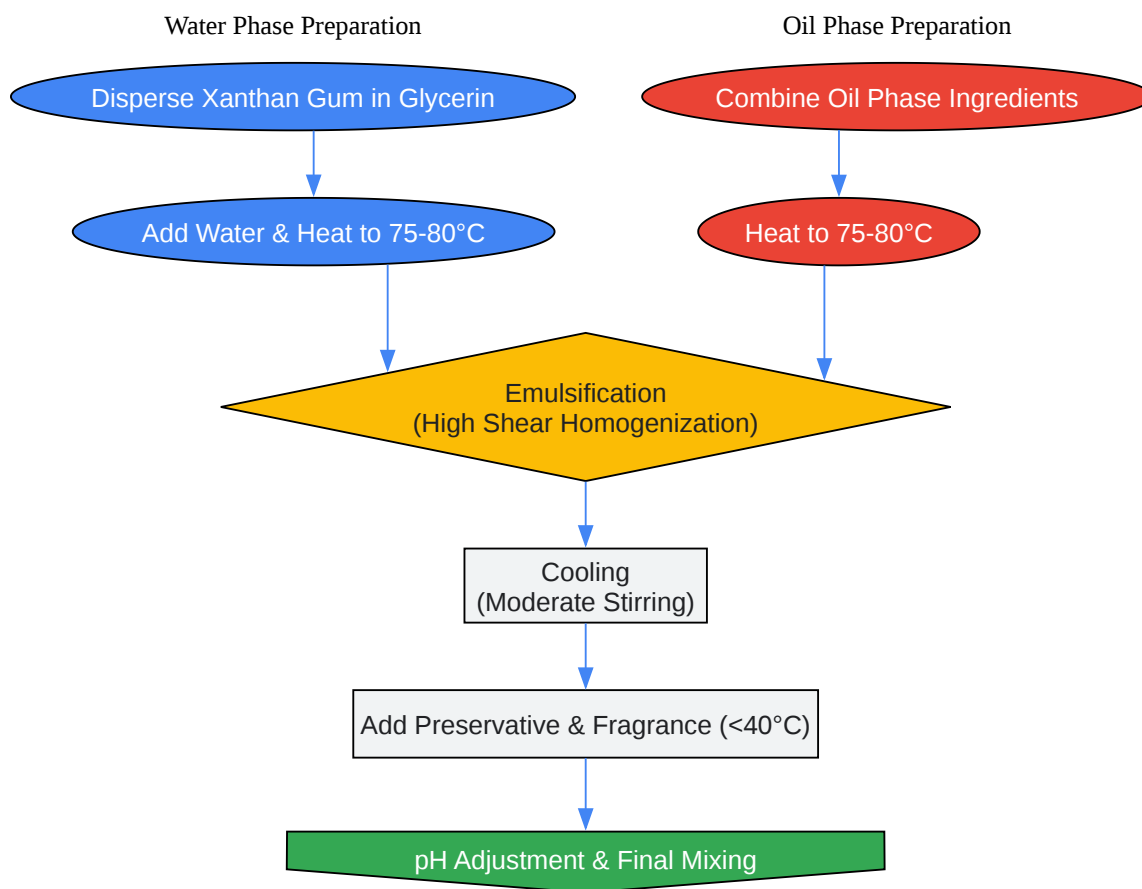 Water Phase Preparation
Oil Phase Preparation
Disperse Xanthan Gum in Glycerin
Combine Oil Phase Ingredients
Add Water & Heat to 75-80°C
Heat to 75-80°C
Emulsification
(High Shear Homogenization)
Cooling
(Moderate Stirring)
Add Preservative & Fragrance (<40°C)
pH Adjustment & Final Mixing